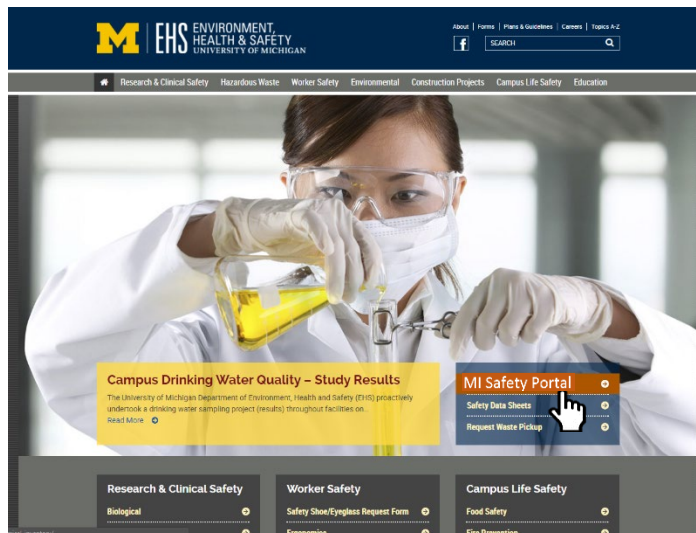 M EHS ENVIRONMENT,
HEALTH & SAFETY
UNIVERSITY OF MICHIGAN
About | Forms | Plans & Guidelines | Careers | Topics A-Z
f SEARCH
Research & Clinical Safety Hazardous Waste Worker Safety Environmental Construction Projects Campus Life Safety Education
Campus Drinking Water Quality – Study Results
The University of Michigan Department of Environment, Health and Safety (EHS) proactively
undertook a drinking water sampling project (results) throughout facilities on...
Read More
MI Safety Portal
Safety Data Sheets
Request Waste Pickup
Research & Clinical Safety
Biological
Worker Safety
Safety Shoe/Eyeglass Request Form
Ergonomics
Campus Life Safety
Food Safety
Fire Prevention